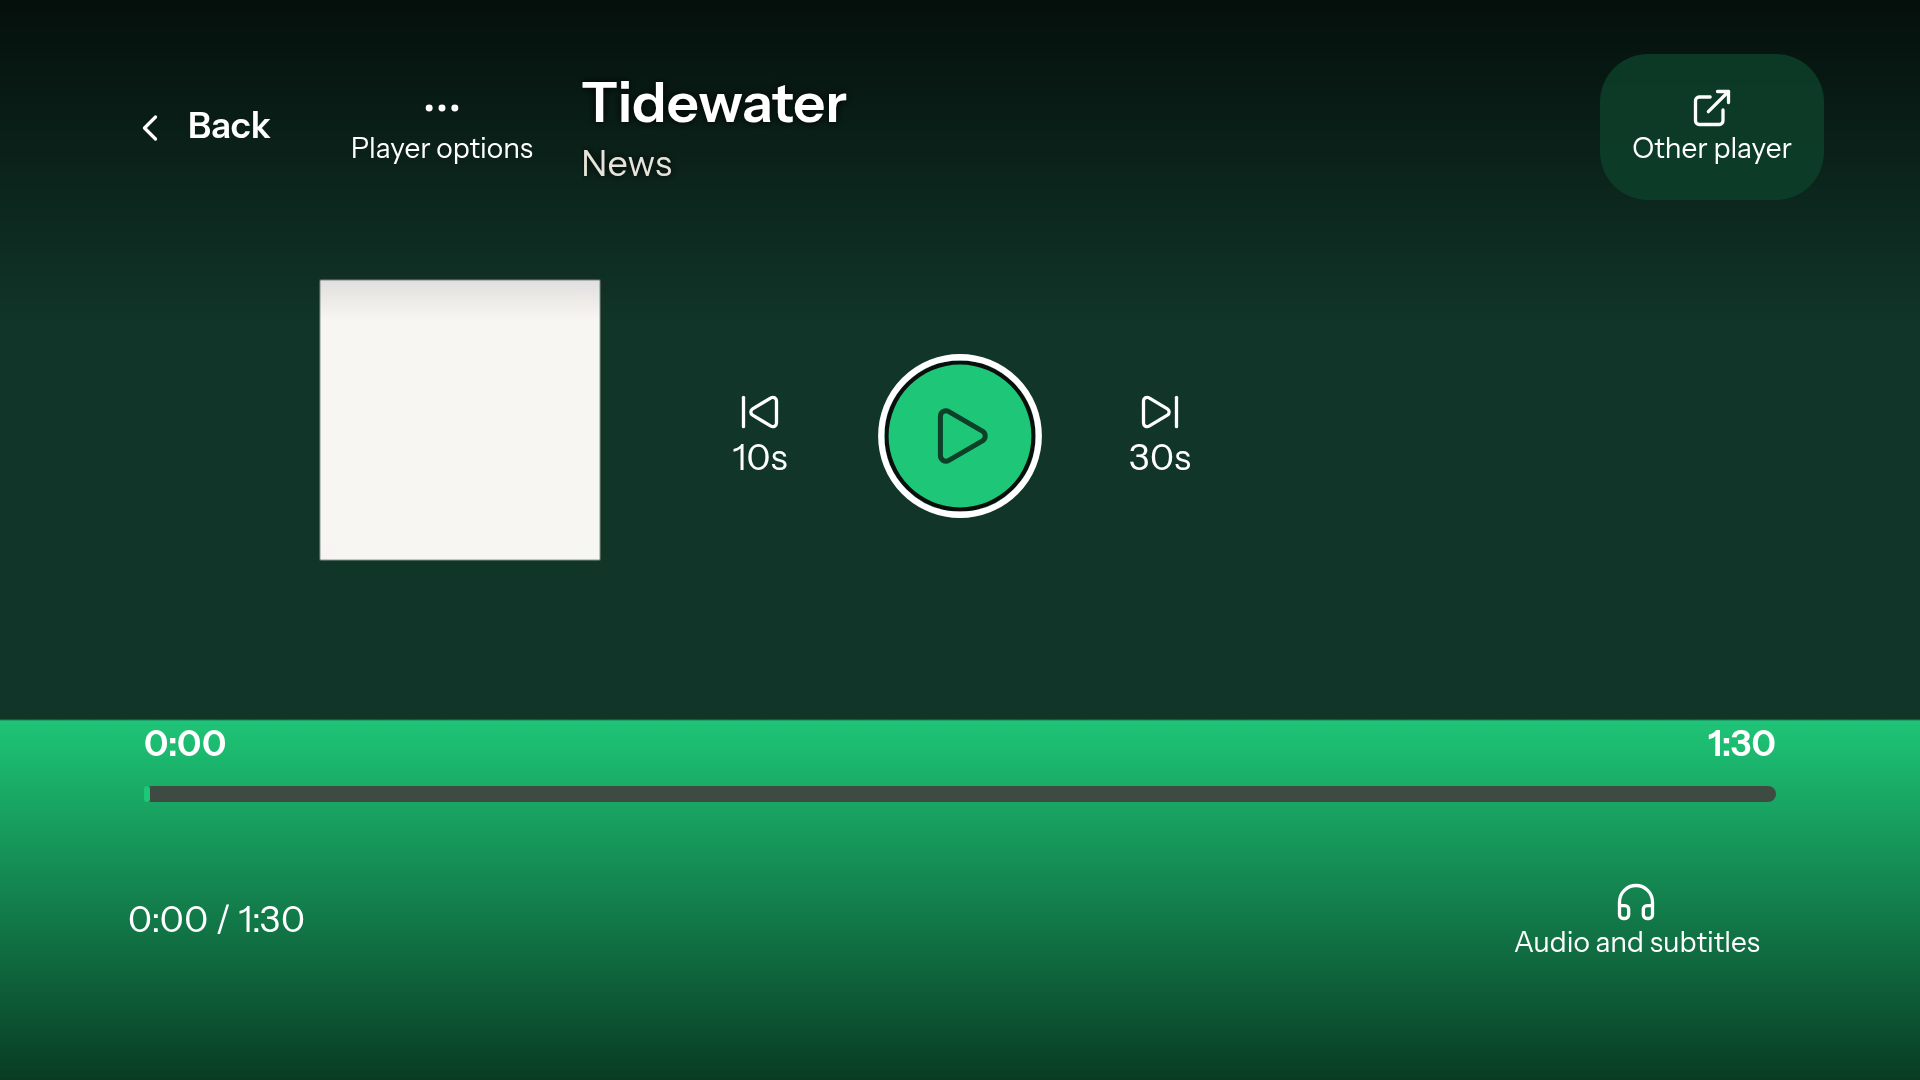 Back
Player options
Tidewater
News
Other player
10s
30s
0:00
1:30
0:00 / 1:30
Audio and subtitles